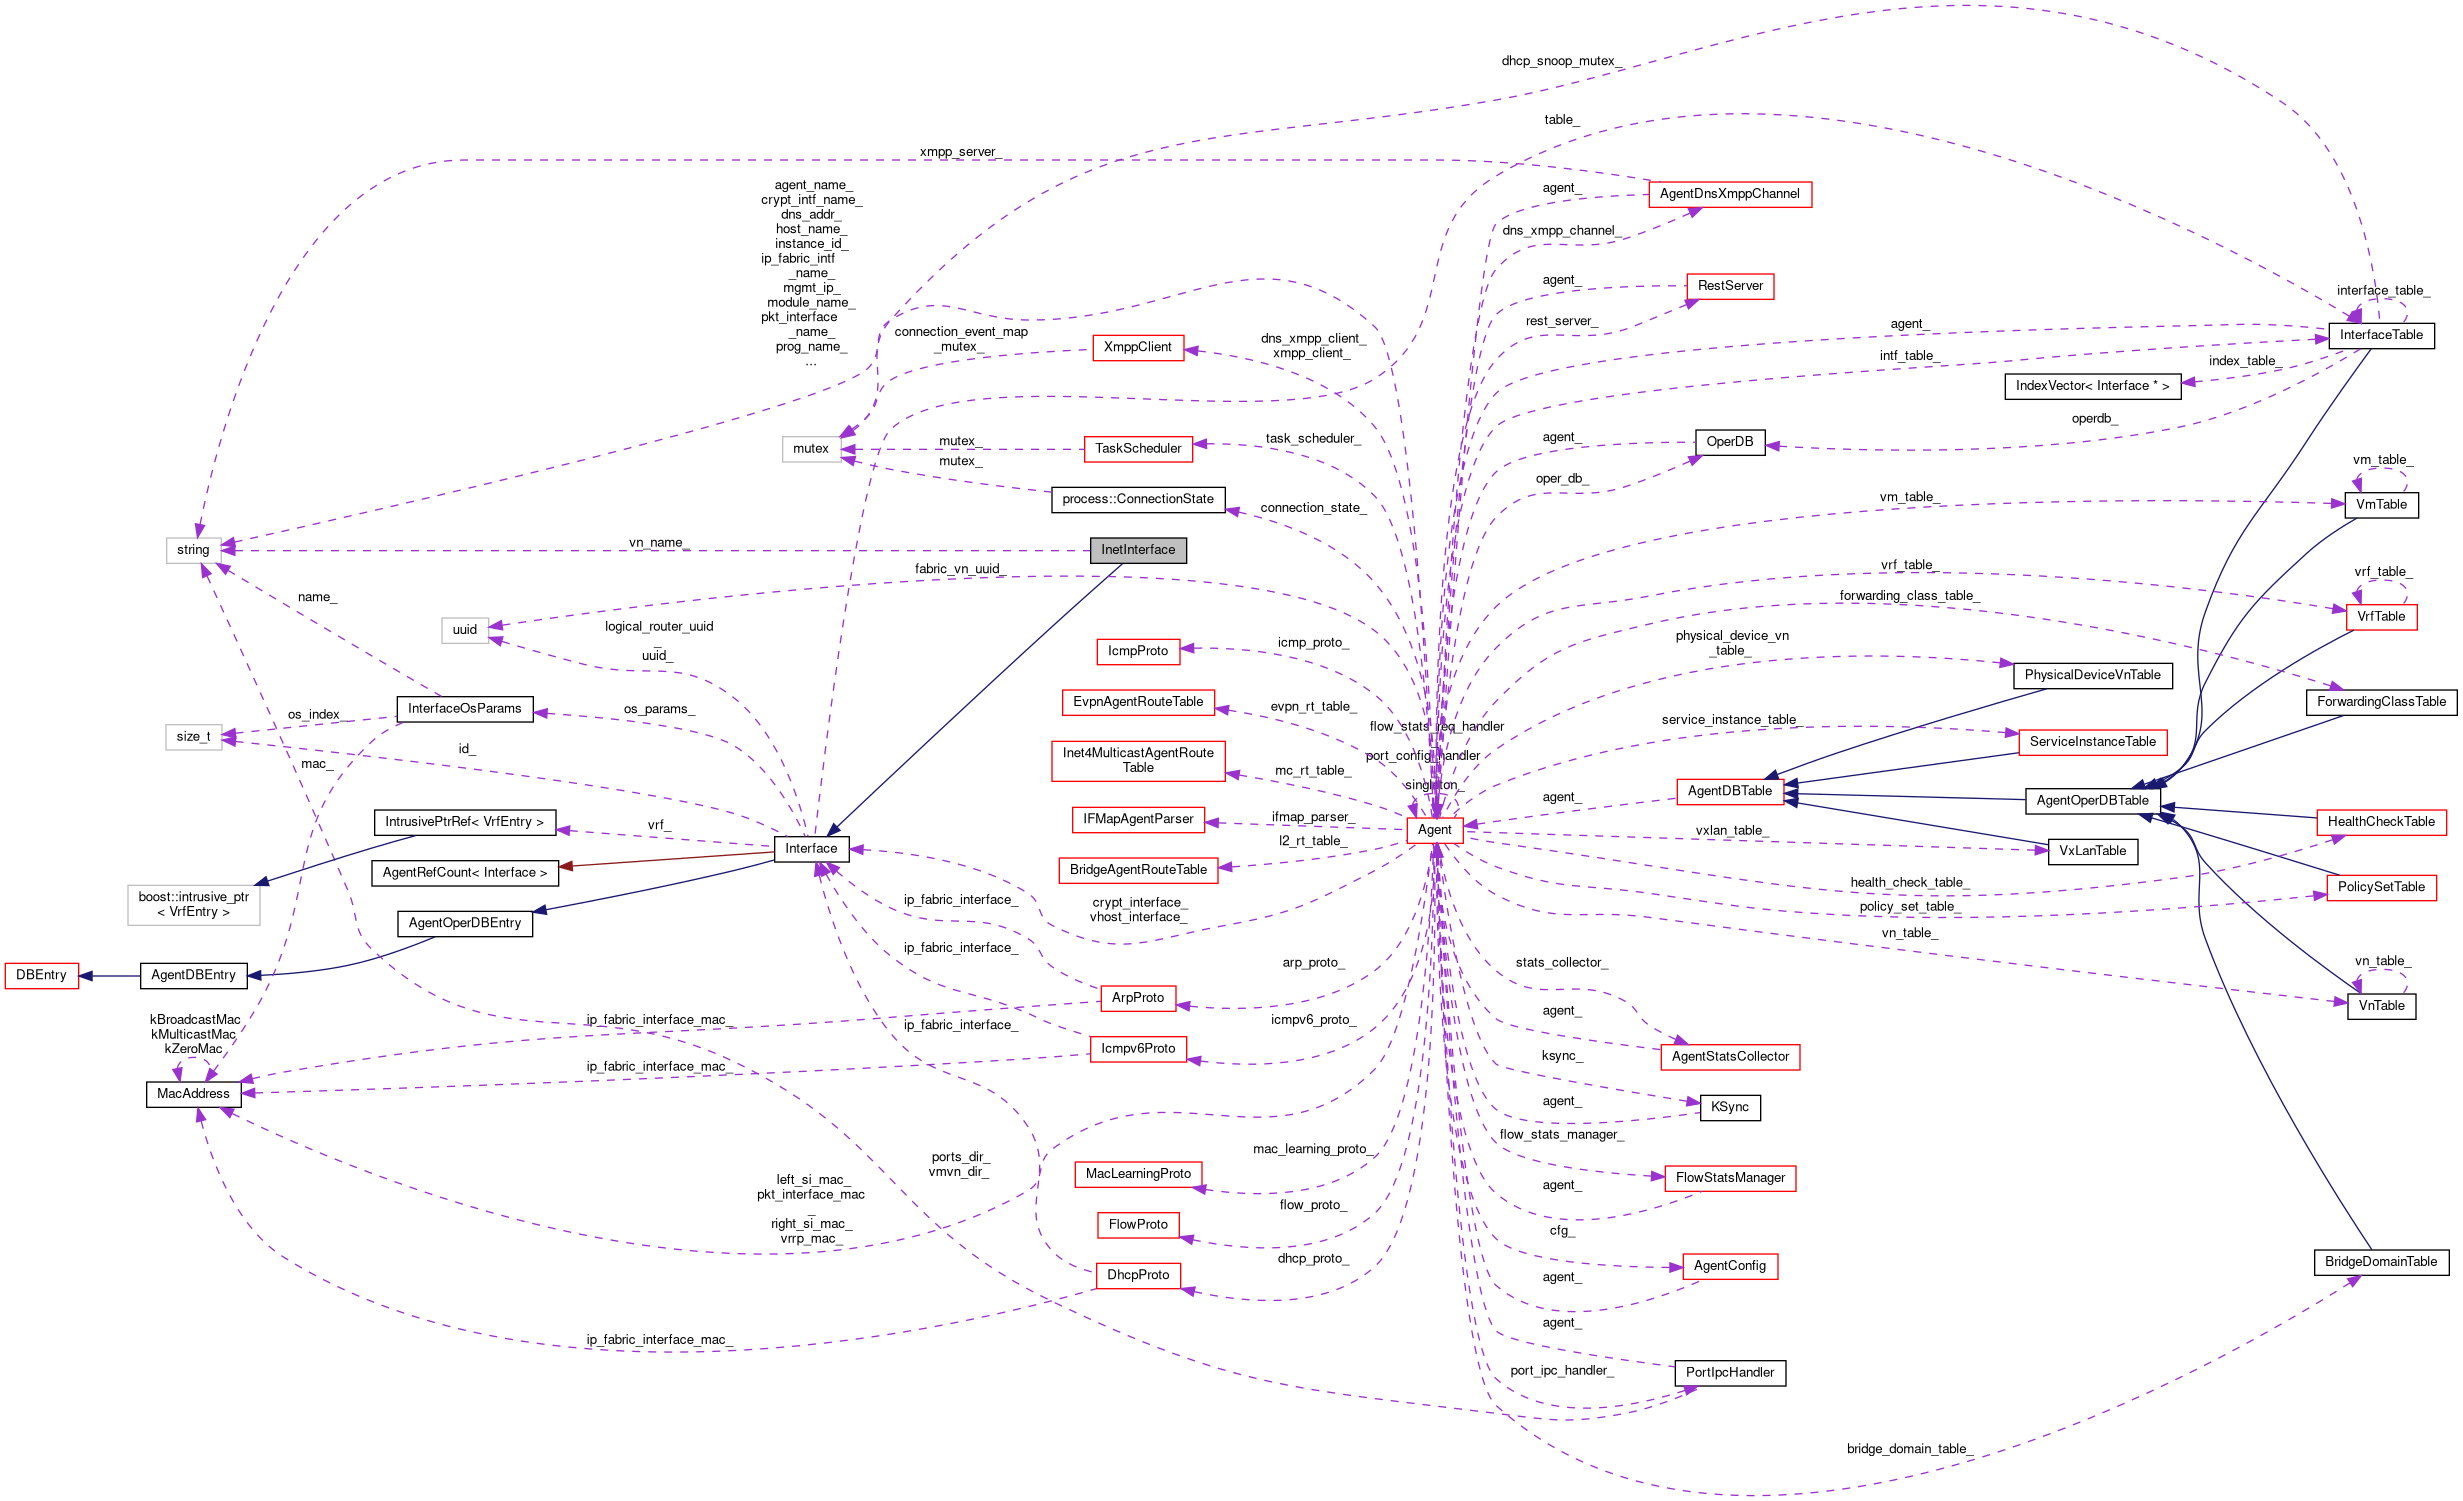 dhcp_snoop_mutex_
table_
xmpp_server_
agent_name_
crypt_intf_name_
dns_addr_
host_name_
instance_id_
ip_fabric_intf
_name_
mgmt_ip_
module_name_
pkt_interface
_name_
prog_name_
...
agent_
AgentDnsXmppChannel
dns_xmpp_channel_
agent_
RestServer
rest_server_
interface_table_
InterfaceTable
agent_
intf_table_
index_table_
IndexVector< Interface * >
operdb_
connection_event_map
_mutex_
XmppClient
dns_xmpp_client_
xmpp_client_
mutex
mutex_
TaskScheduler
task_scheduler_
mutex_
process::ConnectionState
connection_state_
agent_
OperDB
oper_db_
vm_table_
vm_table_
VmTable
string
vn_name_
InetInterface
fabric_vn_uuid_
vrf_table_
vrf_table_
VrfTable
forwarding_class_table_
name_
uuid
logical_router_uuid
_
uuid_
IcmpProto
icmp_proto_
physical_device_vn
_table_
PhysicalDeviceVnTable
ForwardingClassTable
InterfaceOsParams
os_params_
EvpnAgentRouteTable
evpn_rt_table_
os_index_
size_t
id_
mac_
Inet4MulticastAgentRoute
Table
mc_rt_table_
flow_stats_req_handler
_
port_config_handler
_
singleton_
service_instance_table_
ServiceInstanceTable
AgentDBTable
agent_
AgentOperDBTable
IntrusivePtrRef< VrfEntry >
vrf_
IFMapAgentParser
ifmap_parser_
Agent
vxlan_table_
VxLanTable
HealthCheckTable
Interface
AgentRefCount< Interface >
BridgeAgentRouteTable
l2_rt_table_
health_check_table_
PolicySetTable
policy_set_table_
boost::intrusive_ptr
< VrfEntry >
AgentOperDBEntry
ip_fabric_interface_
crypt_interface_
vhost_interface_
vn_table_
ip_fabric_interface_
DBEntry
AgentDBEntry
arp_proto_
ArpProto
stats_collector_
vn_table_
VnTable
kBroadcastMac
kMulticastMac
kZeroMac
ip_fabric_interface_mac_
ip_fabric_interface_
icmpv6_proto_
agent_
Icmpv6Proto
AgentStatsCollector
ip_fabric_interface_mac_
ksync_
MacAddress
agent_
KSync
flow_stats_manager_
mac_learning_proto_
MacLearningProto
ports_dir_
vmvn_dir_
left_si_mac_
pkt_interface_mac
_
right_si_mac_
vrrp_mac_
FlowStatsManager
agent_
flow_proto_
FlowProto
cfg_
dhcp_proto_
DhcpProto
AgentConfig
agent_
BridgeDomainTable
agent_
ip_fabric_interface_mac_
port_ipc_handler_
PortIpcHandler
bridge_domain_table_